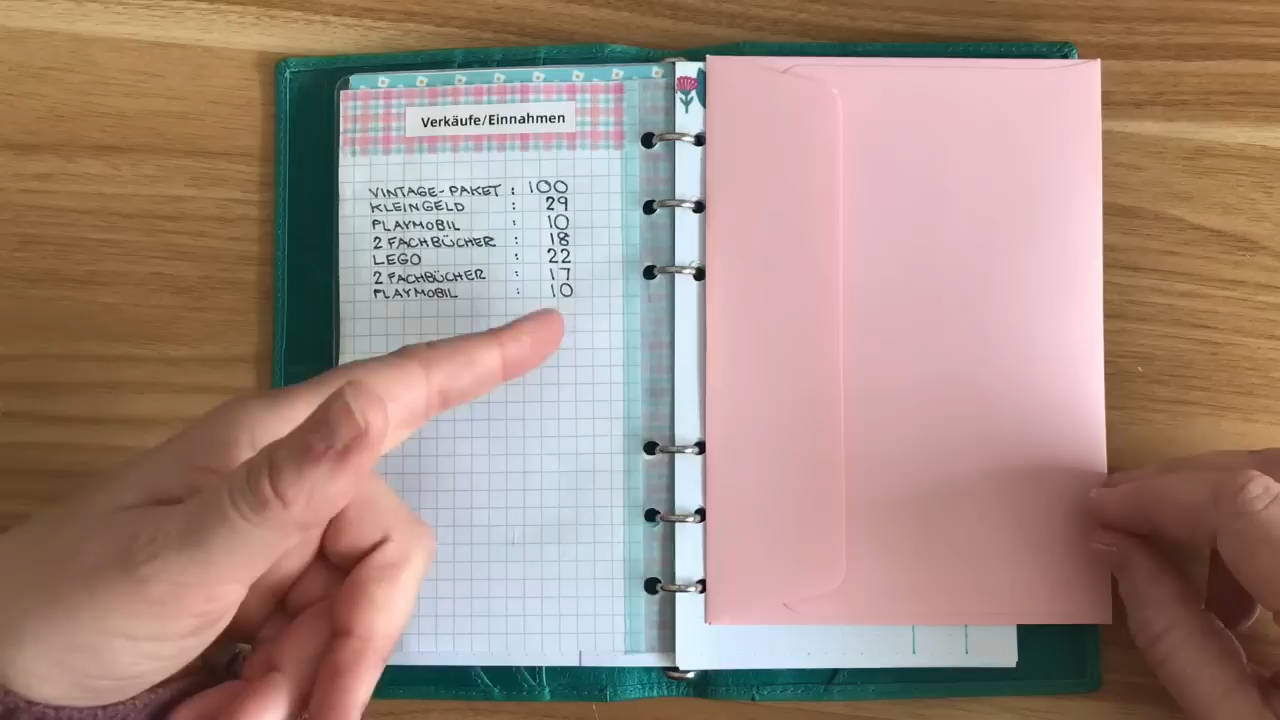 Verkäufe/Einnahmen
VINTAGE-PAKET : 100
KLEINGELD : 29
PLAYMOBIL : 10
2 FACHBÜCHER : 18
LEGO : 22
2 FACHBÜCHER : 17
PLAYMOBIL : 10